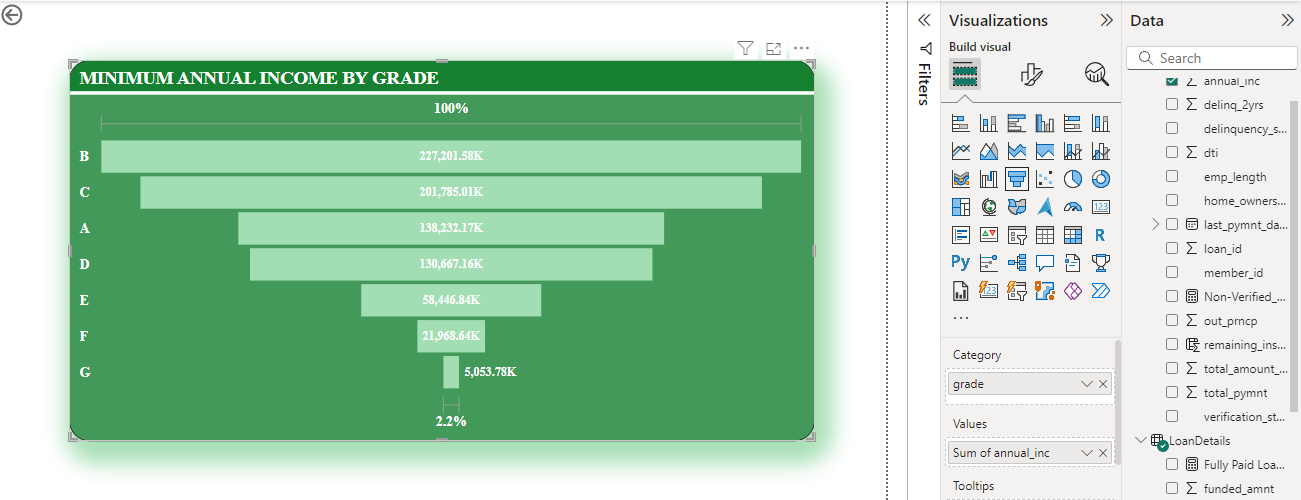 MINIMUM ANNUAL INCOME BY GRADE
100%
B 227,201.58K
C 201,785.01K
A 138,232.17K
D 130,667.16K
E 58,446.84K
F 21,968.64K
G 5,053.78K
2.2%
Filters
Visualizations
Build visual
123
R
Py
123
...
Category
grade
Values
Sum of annual_inc
Tooltips
Data
Search
annual_inc
delinq_2yrs
delinquency_s...
dti
emp_length
home_owners...
last_pymnt_da...
loan_id
member_id
Non-Verified_...
out_prncp
remaining_ins...
total_amount_...
total_pymnt
verification_st...
LoanDetails
Fully Paid Loa...
funded_amnt